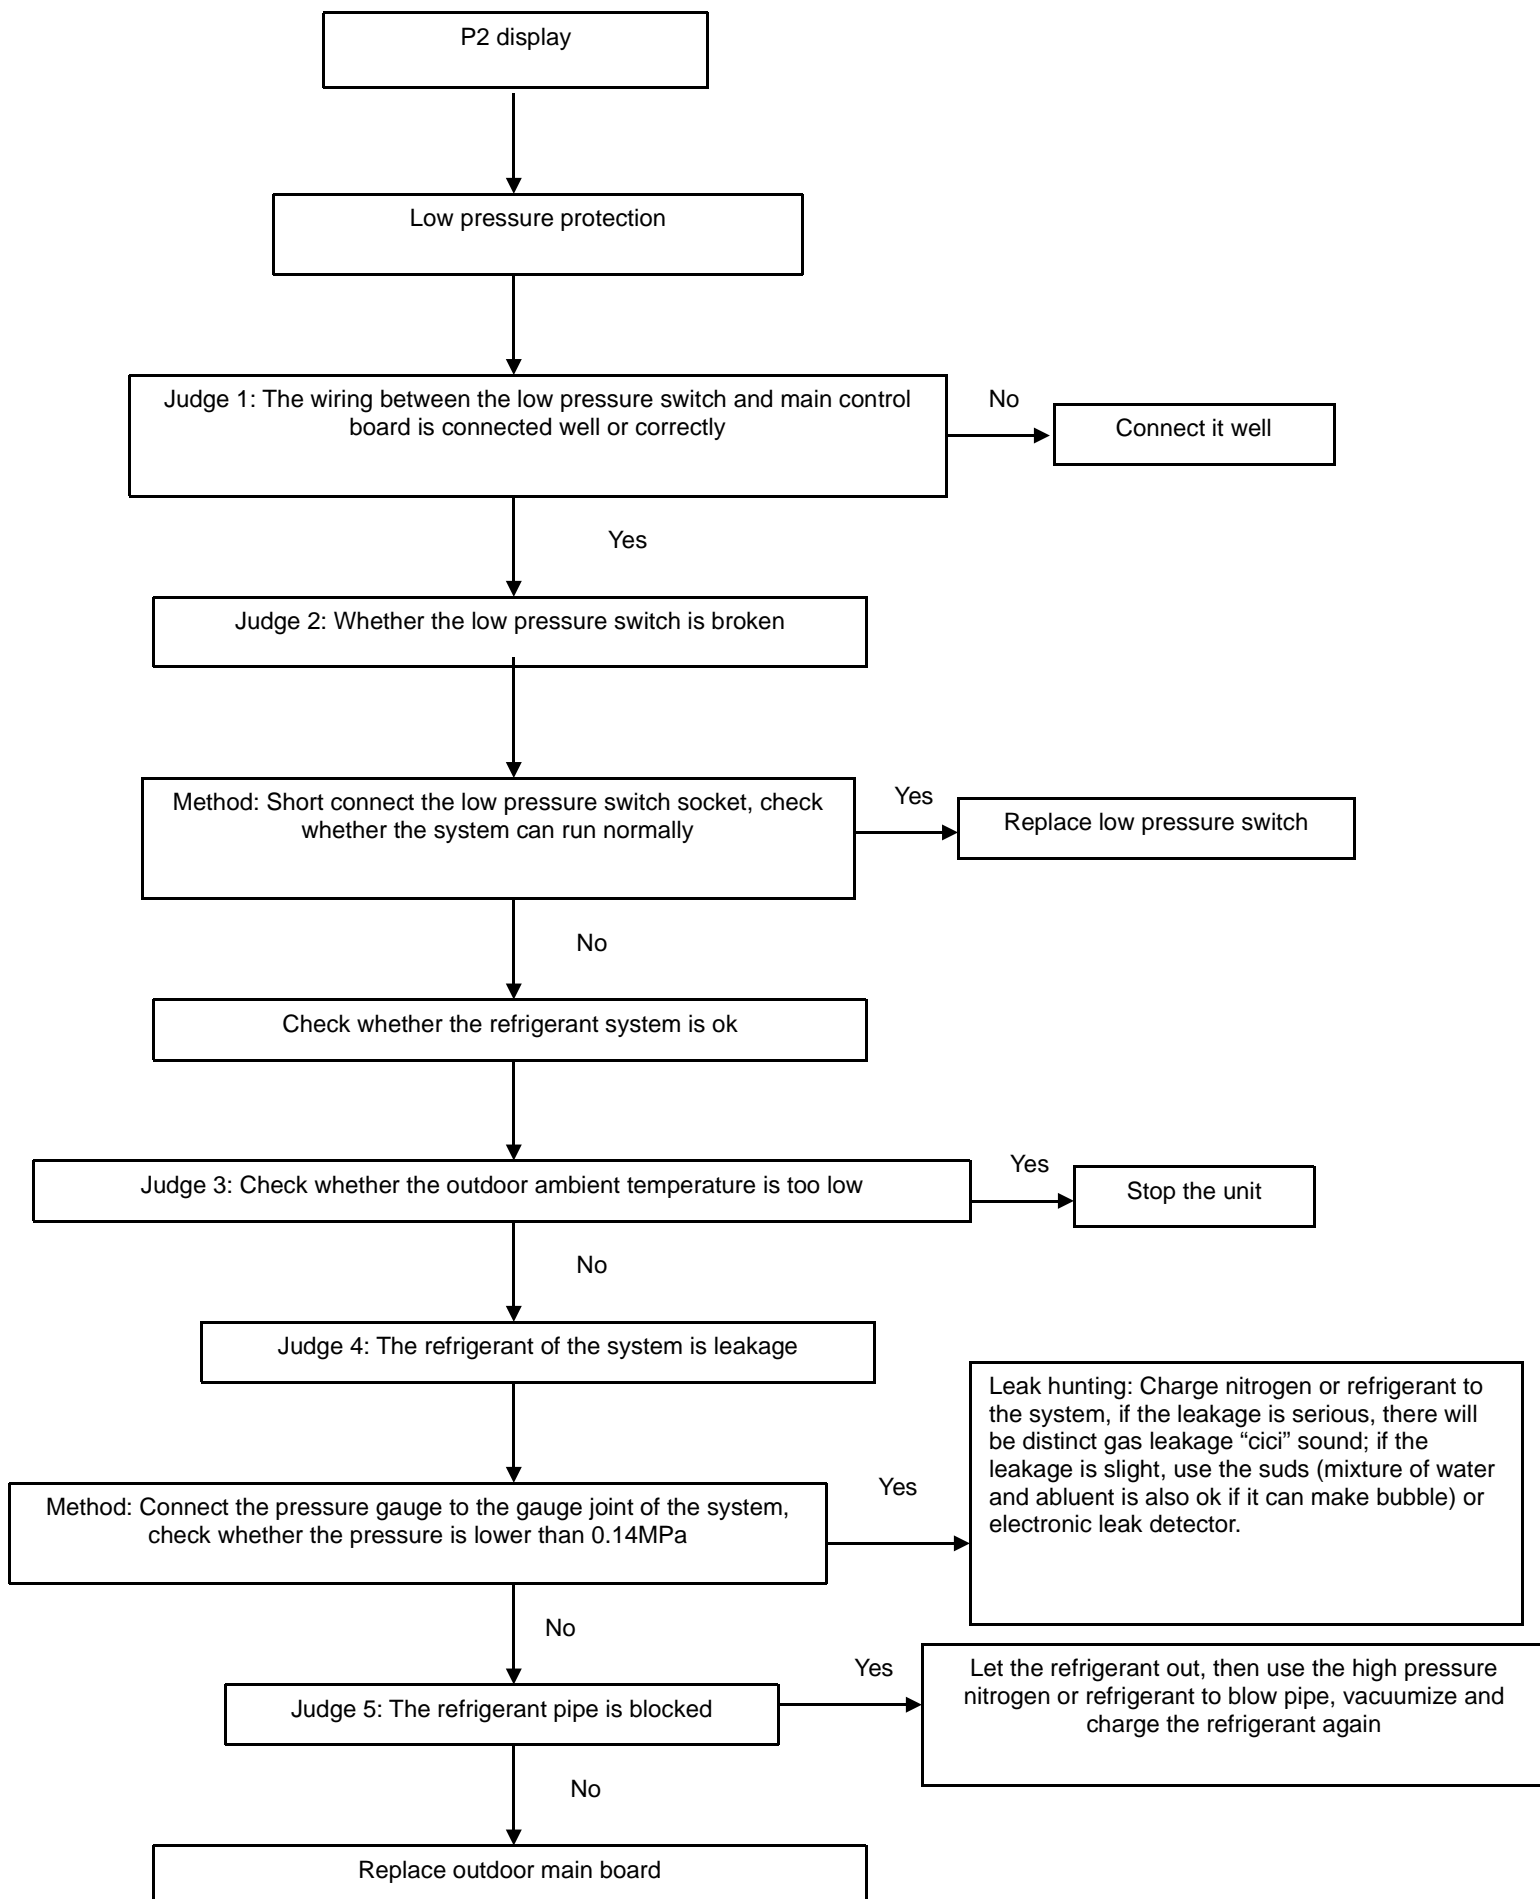 P2 display
Low pressure protection
Judge 1: The wiring between the low pressure switch and main control
board is connected well or correctly
No
Connect it well
Yes
Judge 2: Whether the low pressure switch is broken
Method: Short connect the low pressure switch socket, check
whether the system can run normally
Yes
Replace low pressure switch
No
Check whether the refrigerant system is ok
Judge 3: Check whether the outdoor ambient temperature is too low
Yes
Stop the unit
No
Judge 4: The refrigerant of the system is leakage
Method: Connect the pressure gauge to the gauge joint of the system,
check whether the pressure is lower than 0.14MPa
Yes
Leak hunting: Charge nitrogen or refrigerant to
the system, if the leakage is serious, there will
be distinct gas leakage “cici” sound; if the
leakage is slight, use the suds (mixture of water
and abluent is also ok if it can make bubble) or
electronic leak detector.
No
Judge 5: The refrigerant pipe is blocked
Yes
Let the refrigerant out, then use the high pressure
nitrogen or refrigerant to blow pipe, vacuumize and
charge the refrigerant again
No
Replace outdoor main board